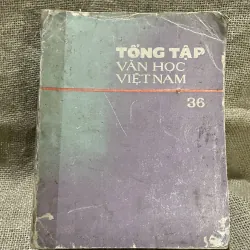 TỔNG TẬP
VĂN HỌC
VIỆT NAM
36